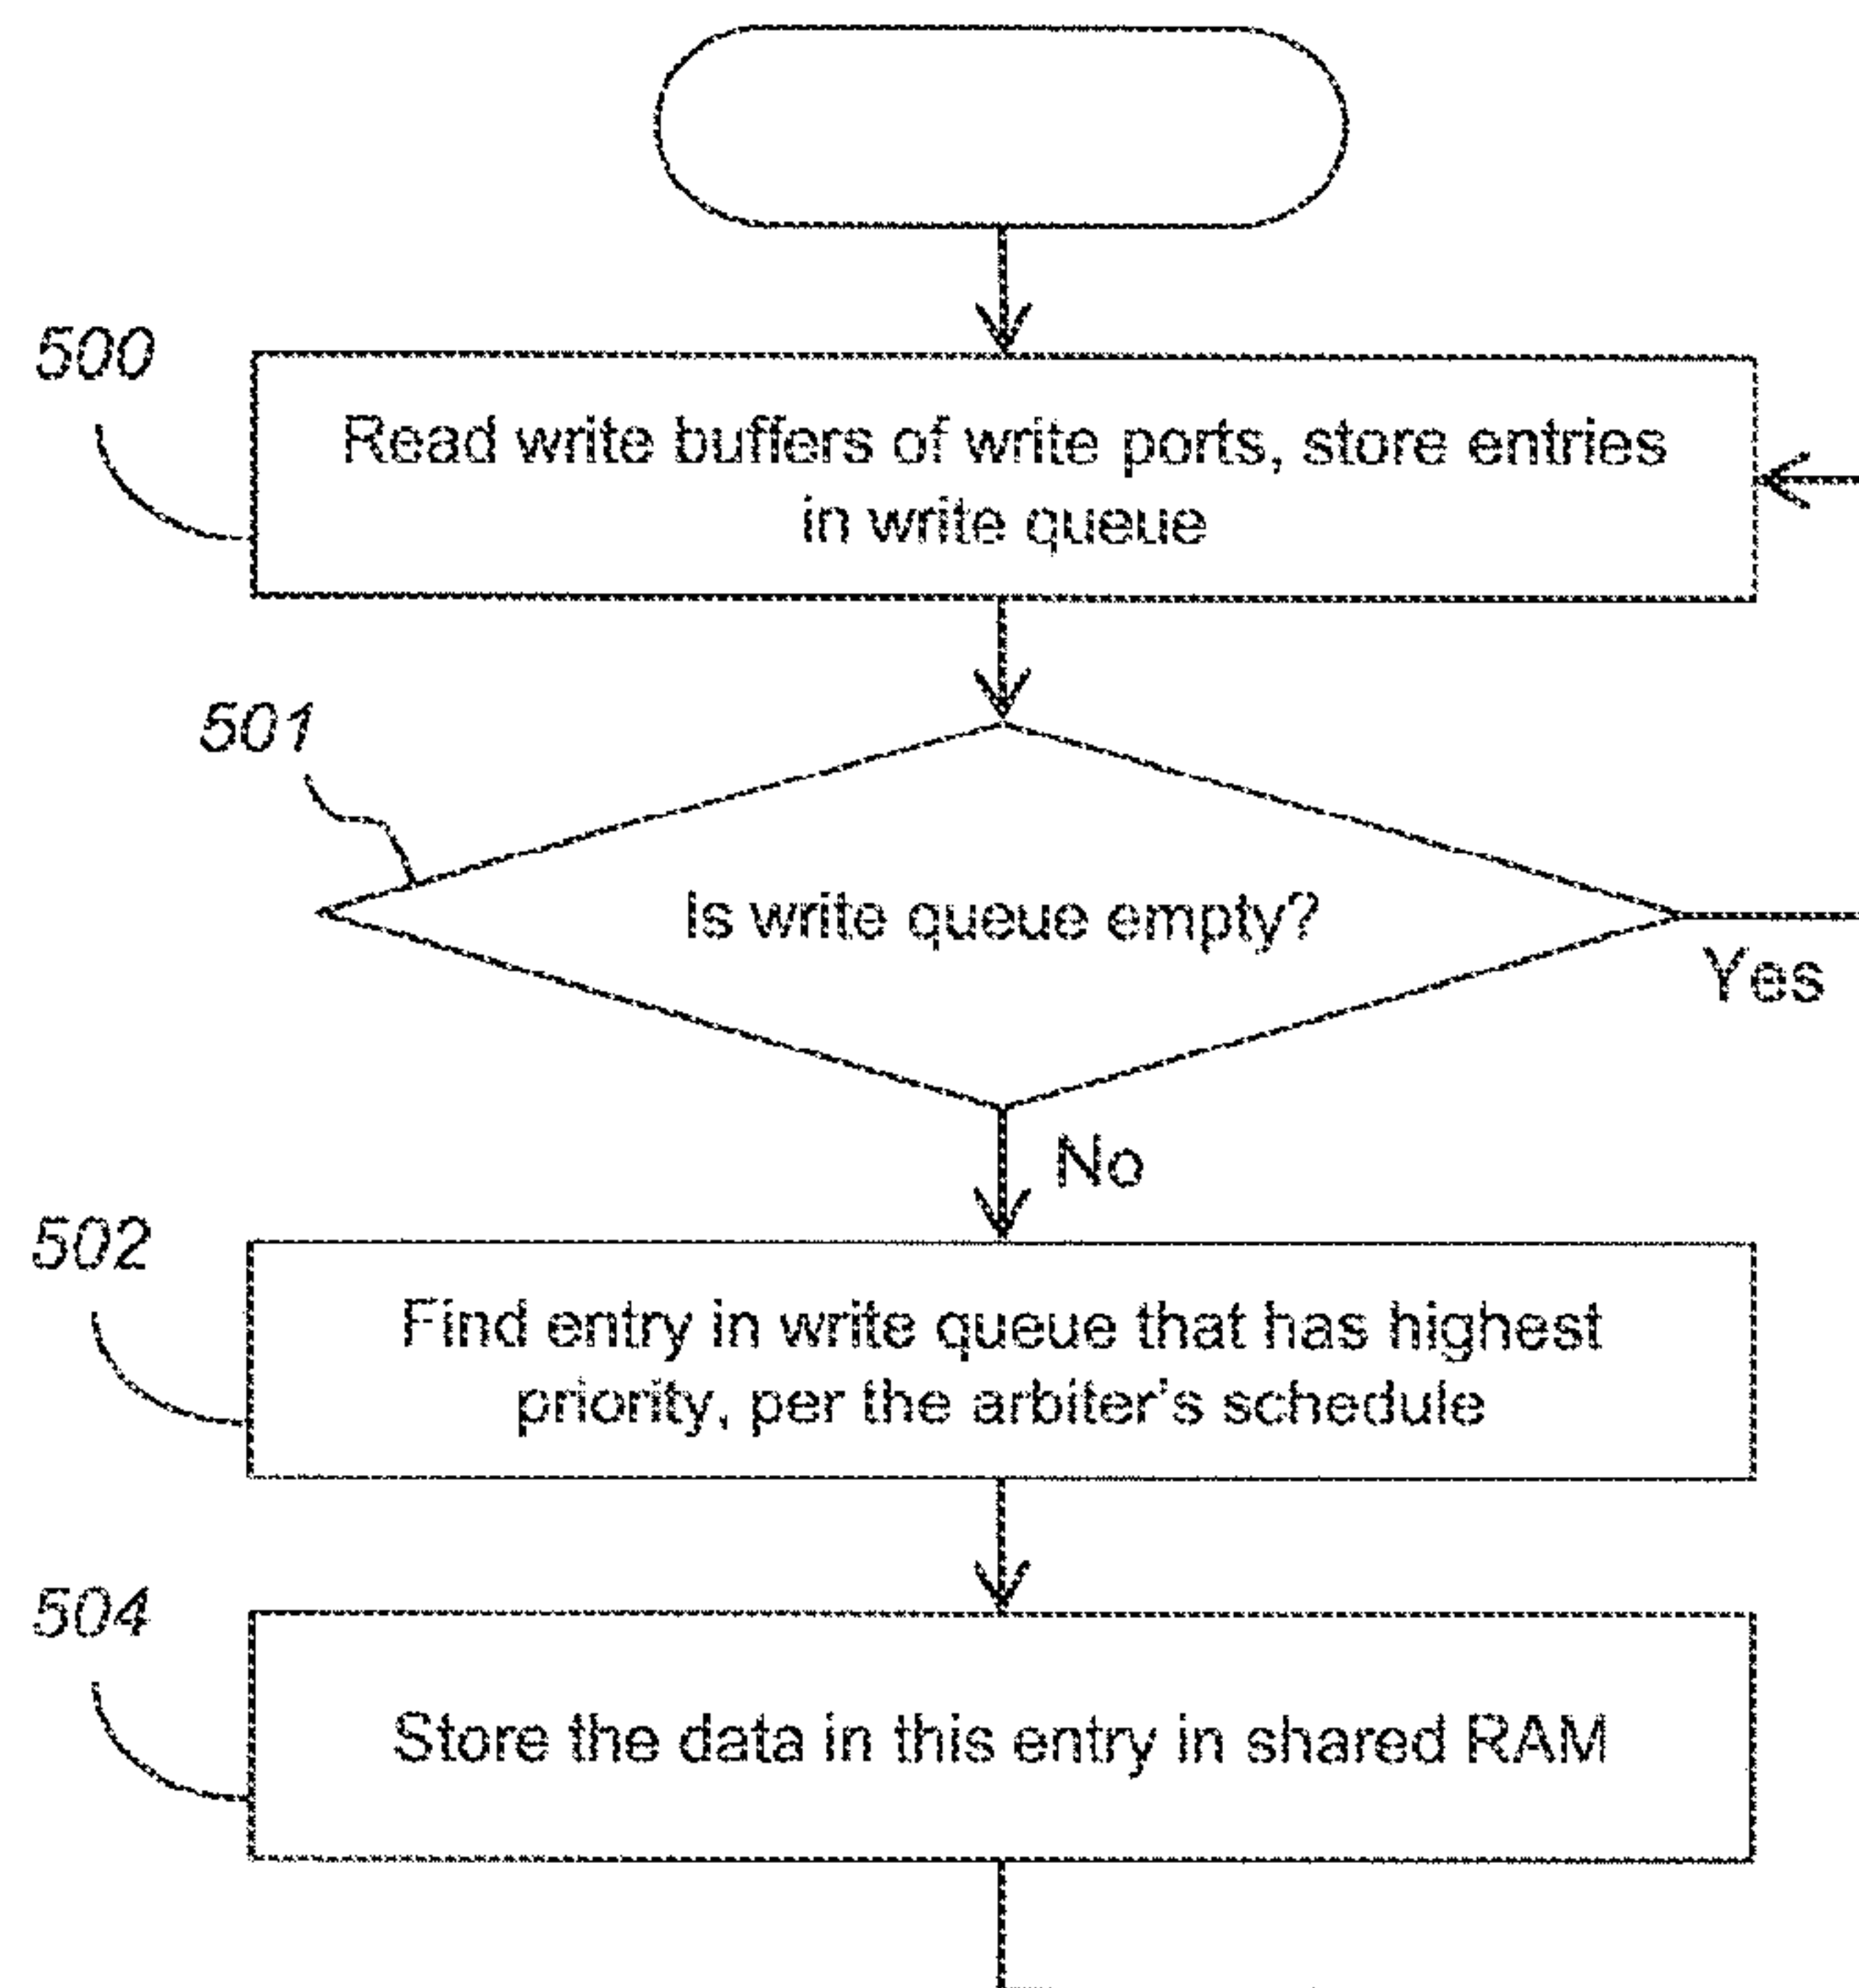 500
Read write buffers of write ports, store entries
in write queue
501
Is write queue empty?
Yes
No
502
Find entry in write queue that has highest
priority, per the arbiter's schedule
504
Store the data in this entry in shared RAM